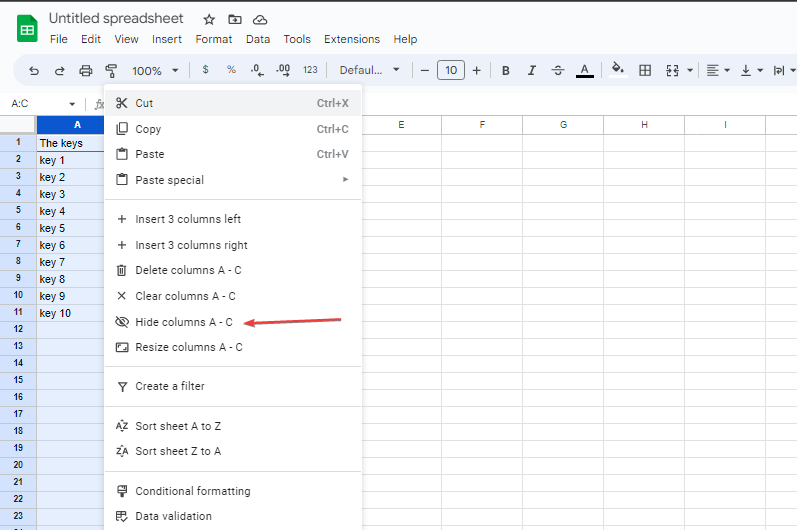 Untitled spreadsheet
File Edit View Insert Format Data Tools Extensions Help
100% $ % .0 .00 123 Defaul... − 10 + B I A
A:C fx
A E F G H I
1 The keys
2 key 1
3 key 2
4 key 3
5 key 4
6 key 5
7 key 6
8 key 7
9 key 8
10 key 9
11 key 10
12
13
14
15
16
17
18
19
20
21
22
23
Cut Ctrl+X
Copy Ctrl+C
Paste Ctrl+V
Paste special
Insert 3 columns left
Insert 3 columns right
Delete columns A - C
Clear columns A - C
Hide columns A - C
Resize columns A - C
Create a filter
Sort sheet A to Z
Sort sheet Z to A
Conditional formatting
Data validation